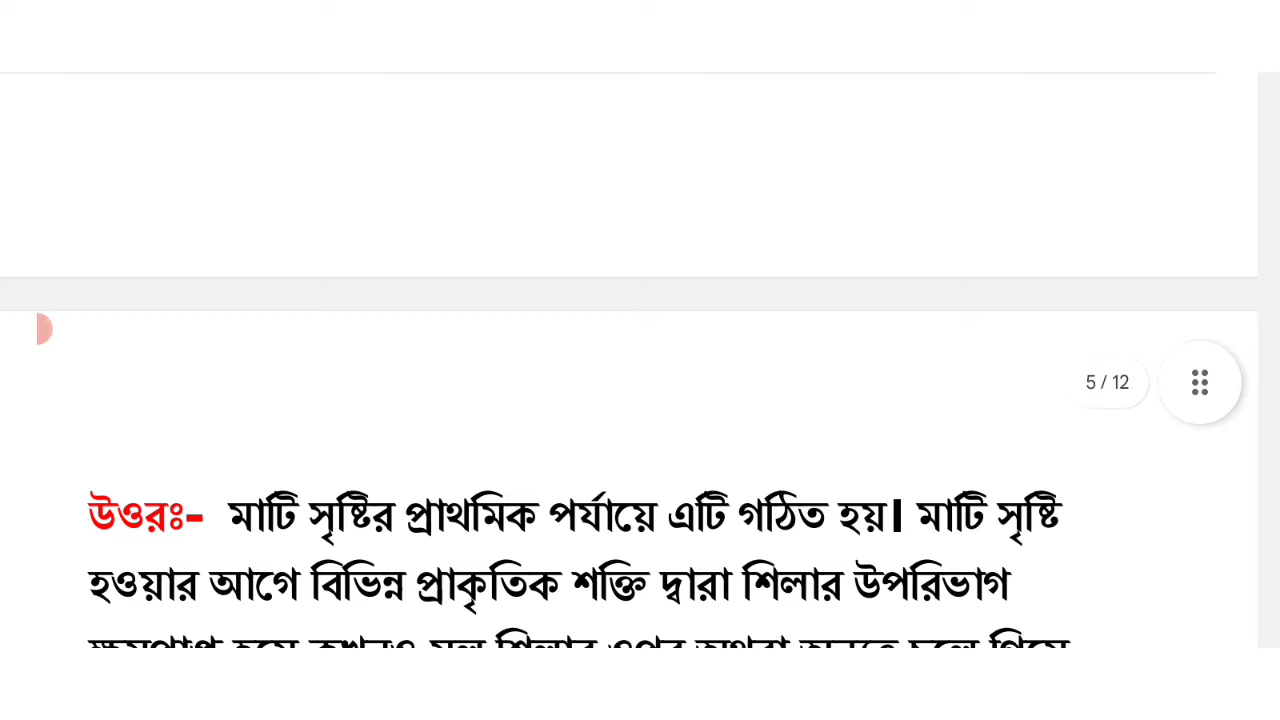 5 / 12
উওরঃ- মাটি সৃষ্টির প্রাথমিক পর্যায়ে এটি গঠিত হয়। মাটি সৃষ্টি
হওয়ার আগে বিভিন্ন প্রাকৃতিক শক্তি দ্বারা শিলার উপরিভাগ